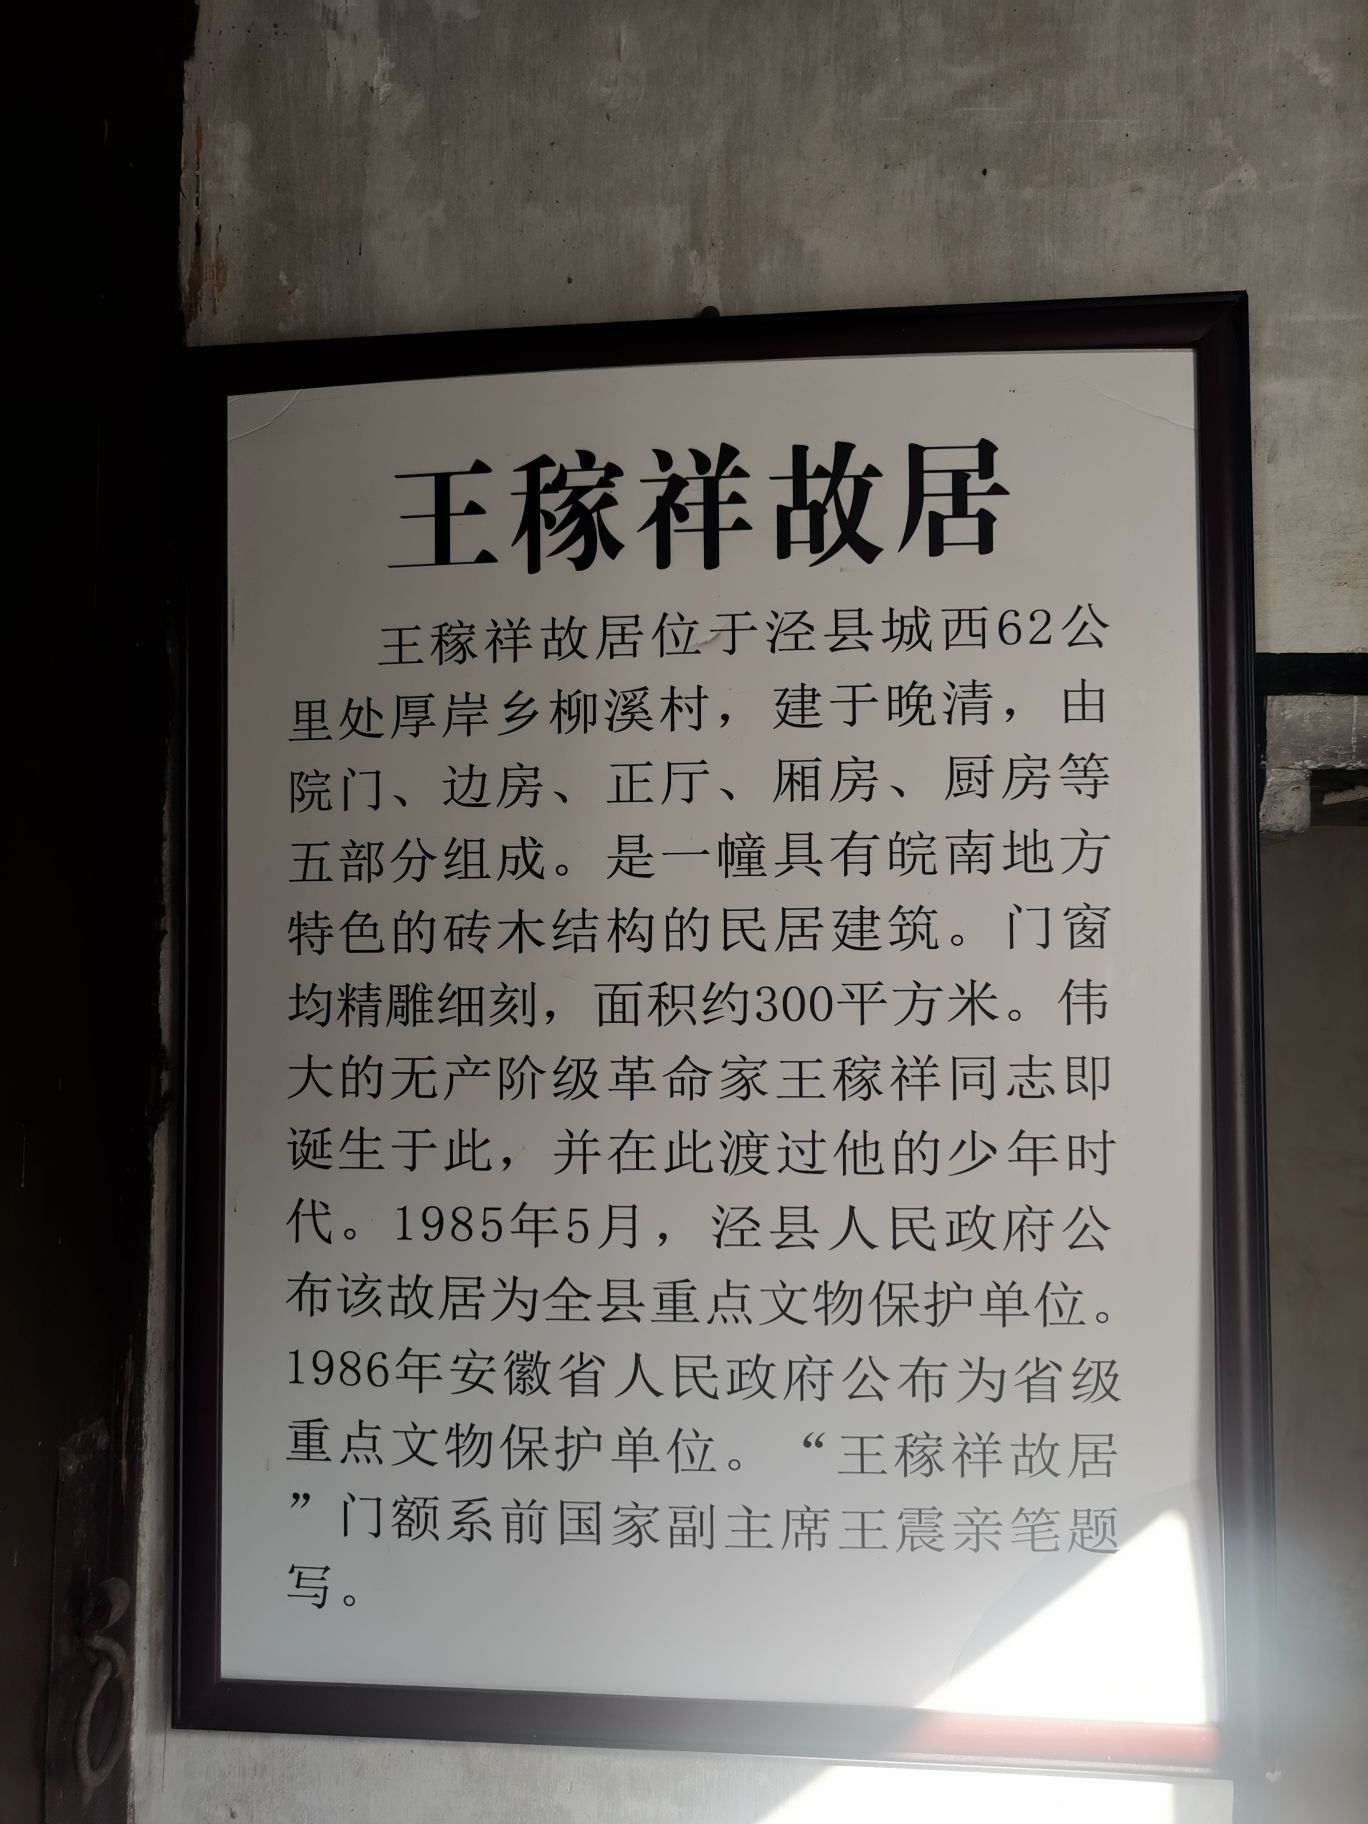 王稼祥故居
王稼祥故居位于泾县城西62公
里处厚岸乡柳溪村，建于晚清，由
院门、边房、正厅、厢房、厨房等
五部分组成。是一幢具有皖南地方
特色的砖木结构的民居建筑。门窗
均精雕细刻，面积约300平方米。伟
大的无产阶级革命家王稼祥同志即
诞生于此，并在此渡过他的少年时
代。1985年5月，泾县人民政府公
布该故居为全县重点文物保护单位。
1986年安徽省人民政府公布为省级
重点文物保护单位。“王稼祥故居
”门额系前国家副主席王震亲笔题
写。